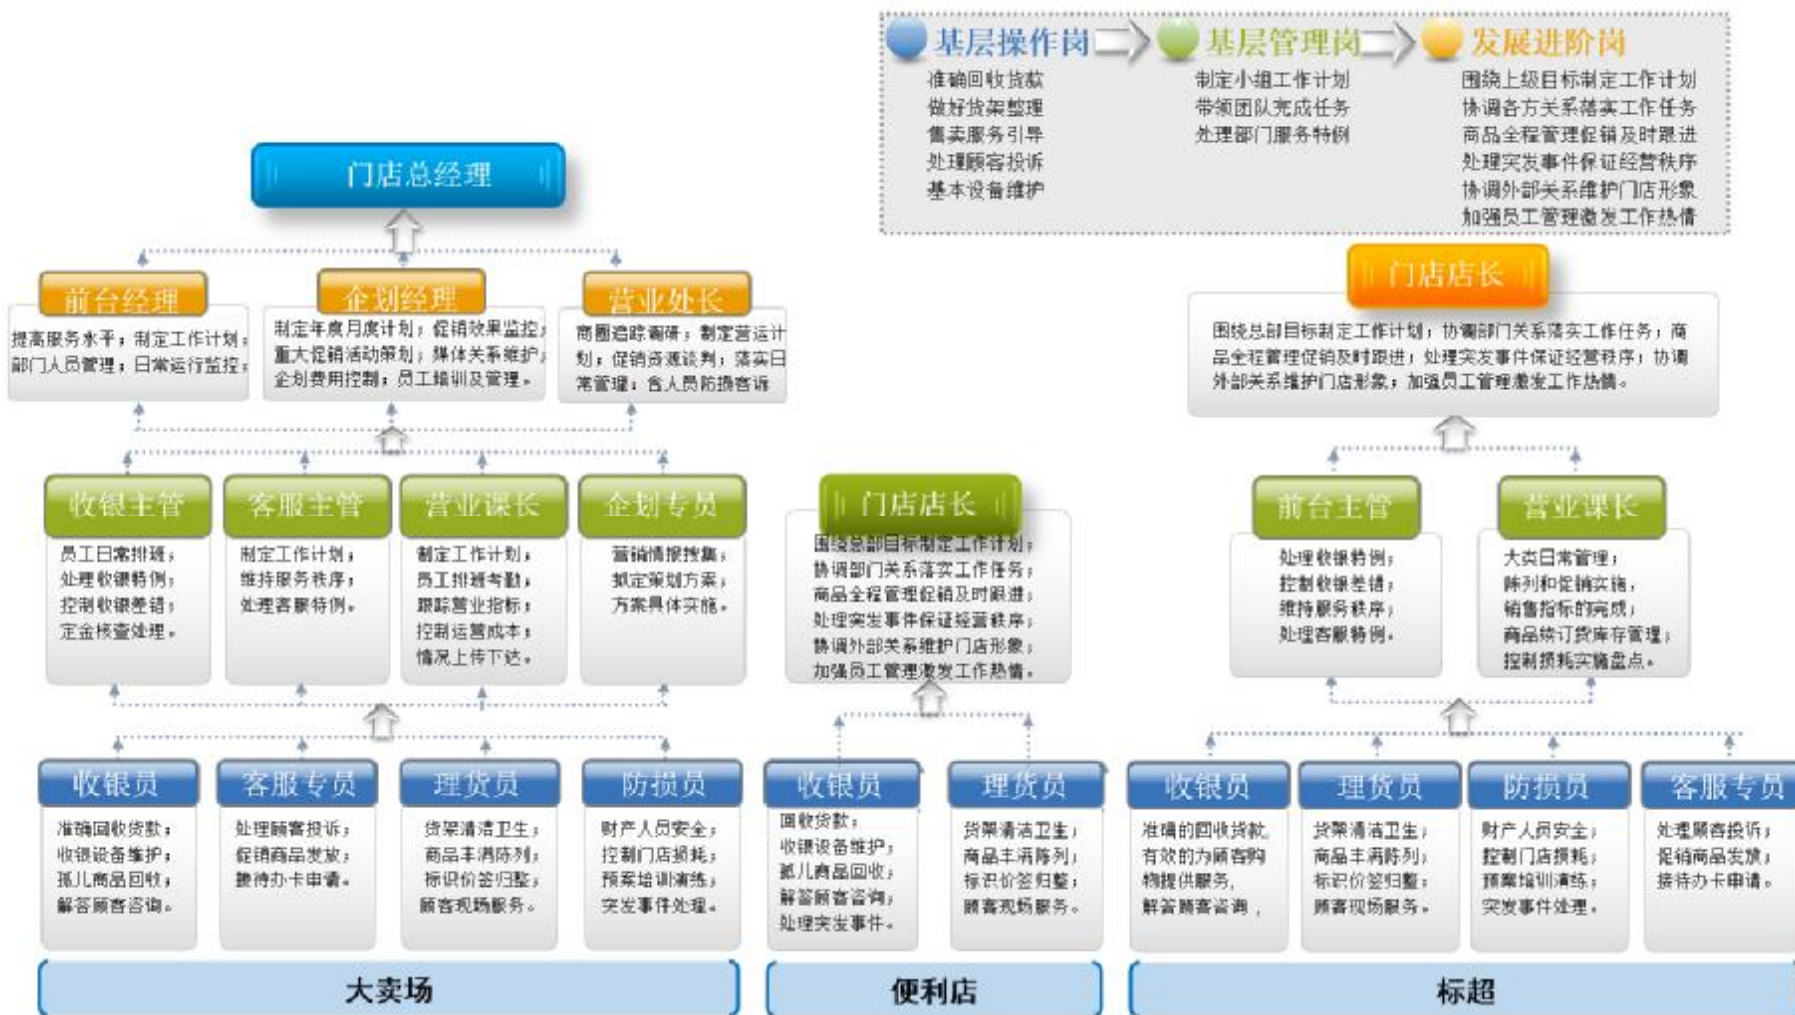 基层操作岗
准确回收货款
做好货架整理
售卖服务引导
处理顾客投诉
基本设备维护
基层管理岗
制定小组工作计划
带领团队完成任务
处理部门服务特例
发展进阶岗
围绕上级目标制定工作计划
协调各方关系落实工作任务
商品全程管理促销及时跟进
处理突发事件保证经营秩序
协调外部关系维护门店形象
加强员工管理激发工作热情
门店总经理
前台经理
提高服务水平；制定工作计划；
部门人员管理；日常运行监控；
企划经理
制定年度月度计划；促销效果监控；
重大促销活动策划；媒体关系维护；
企划费用控制；员工培训及管理。
营业处长
商圈追踪调研；制定营运计
划；促销资源谈判；落实日
常管理；含人员防损客诉
收银主管
员工日常排班；
处理收银特例；
控制收银差错；
定金核查处理。
客服主管
制定工作计划；
维持服务秩序；
处理客服特例。
营业课长
制定工作计划；
员工排班考勤；
跟踪营业指标；
控制运营成本；
情况上传下达。
企划专员
营销情报搜集；
拟定策划方案；
方案具体实施。
收银员
准确回收货款；
收银设备维护；
孤儿商品回收；
解答顾客咨询。
客服专员
处理顾客投诉；
促销商品发放；
接待办卡申请。
理货员
货架清洁卫生；
商品丰满陈列；
标识价签归整；
顾客现场服务。
防损员
财产人员安全；
控制门店损耗；
预案培训演练；
突发事件处理。
大卖场
门店店长
围绕总部目标制定工作计划；
协调部门关系落实工作任务；
商品全程管理促销及时跟进；
处理突发事件保证经营秩序；
协调外部关系维护门店形象；
加强员工管理激发工作热情。
收银员
回收货款；
收银设备维护；
孤儿商品回收；
解答顾客咨询；
处理突发事件。
理货员
货架清洁卫生；
商品丰满陈列；
标识价签归整；
顾客现场服务。
便利店
门店店长
围绕总部目标制定工作计划；协调部门关系落实工作任务；商
品全程管理促销及时跟进；处理突发事件保证经营秩序；协调
外部关系维护门店形象；加强员工管理激发工作热情。
前台主管
处理收银特例；
控制收银差错；
维持服务秩序；
处理客服特例。
营业课长
大类日常管理；
陈列和促销实施，
销售指标的完成；
商品续订货库存管理；
控制损耗实施盘点。
收银员
准确的回收货款，
有效的为顾客购
物提供服务，
解答顾客咨询，
理货员
货架清洁卫生；
商品丰满陈列；
标识价签归整；
顾客现场服务。
防损员
财产人员安全；
控制门店损耗；
预案培训演练；
突发事件处理。
客服专员
处理顾客投诉；
促销商品发放；
接待办卡申请。
标超